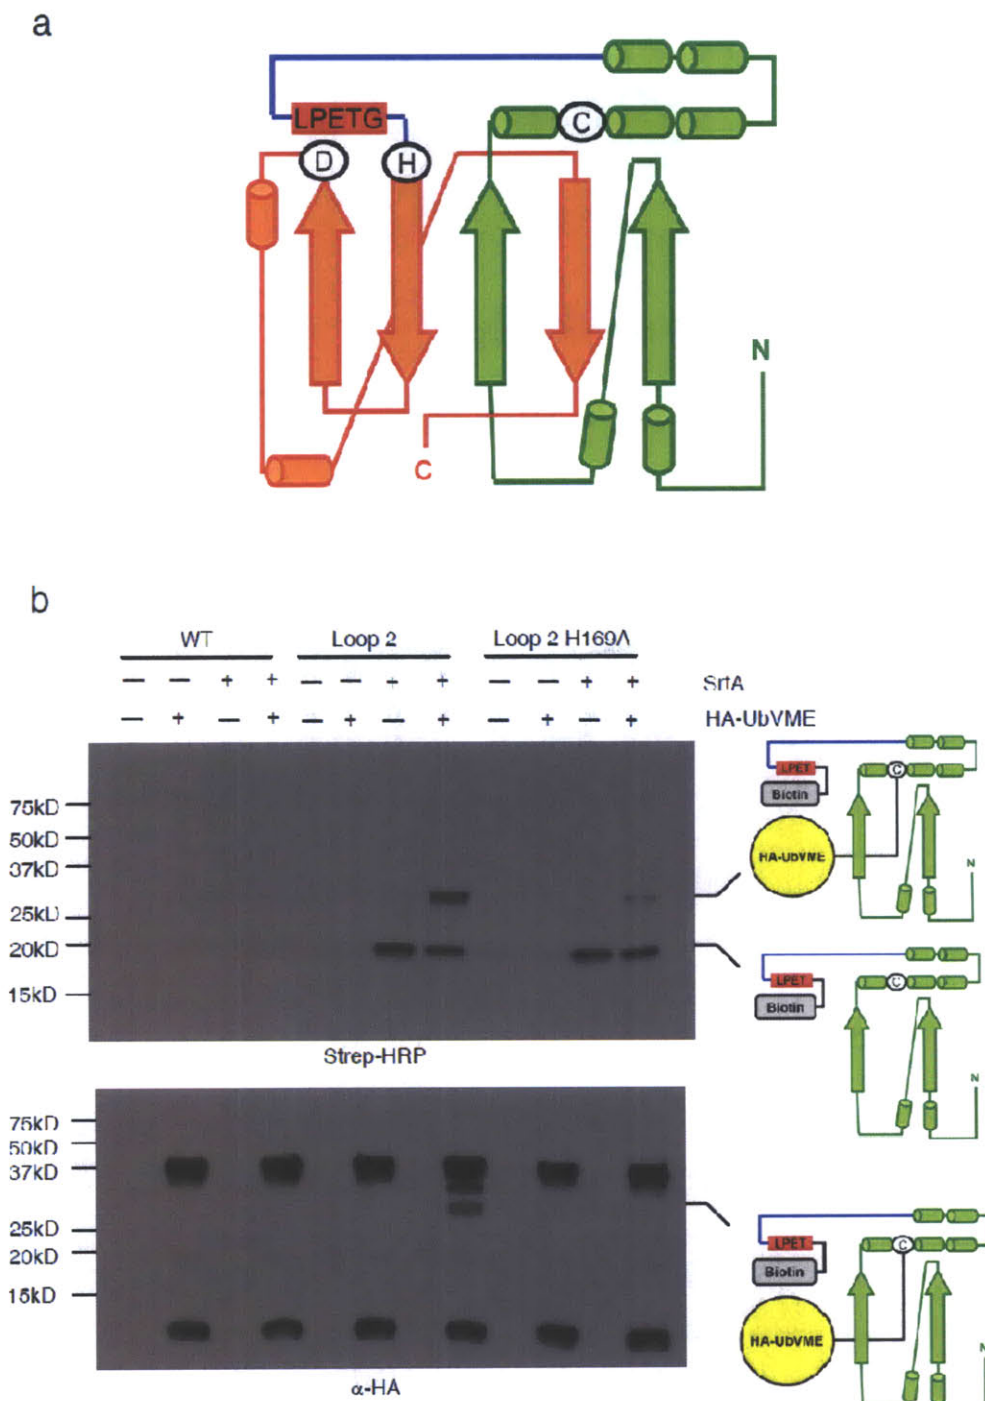 a
LPETG
D
H
C
N
C
b
WT Loop 2 Loop 2 H169A
— — + + — — + + — — + + SrtA
— + — + — + — + — + — + HA-UbVME
75kD
50kD
37kD
25kD
20kD
15kD
LPET
Biotin
C
HA-UbVME
N
LPET
Biotin
C
N
Strep-HRP
75kD
50kD
37kD
25kD
20kD
15kD
LPET
Biotin
C
HA-UbVME
N
α-HA